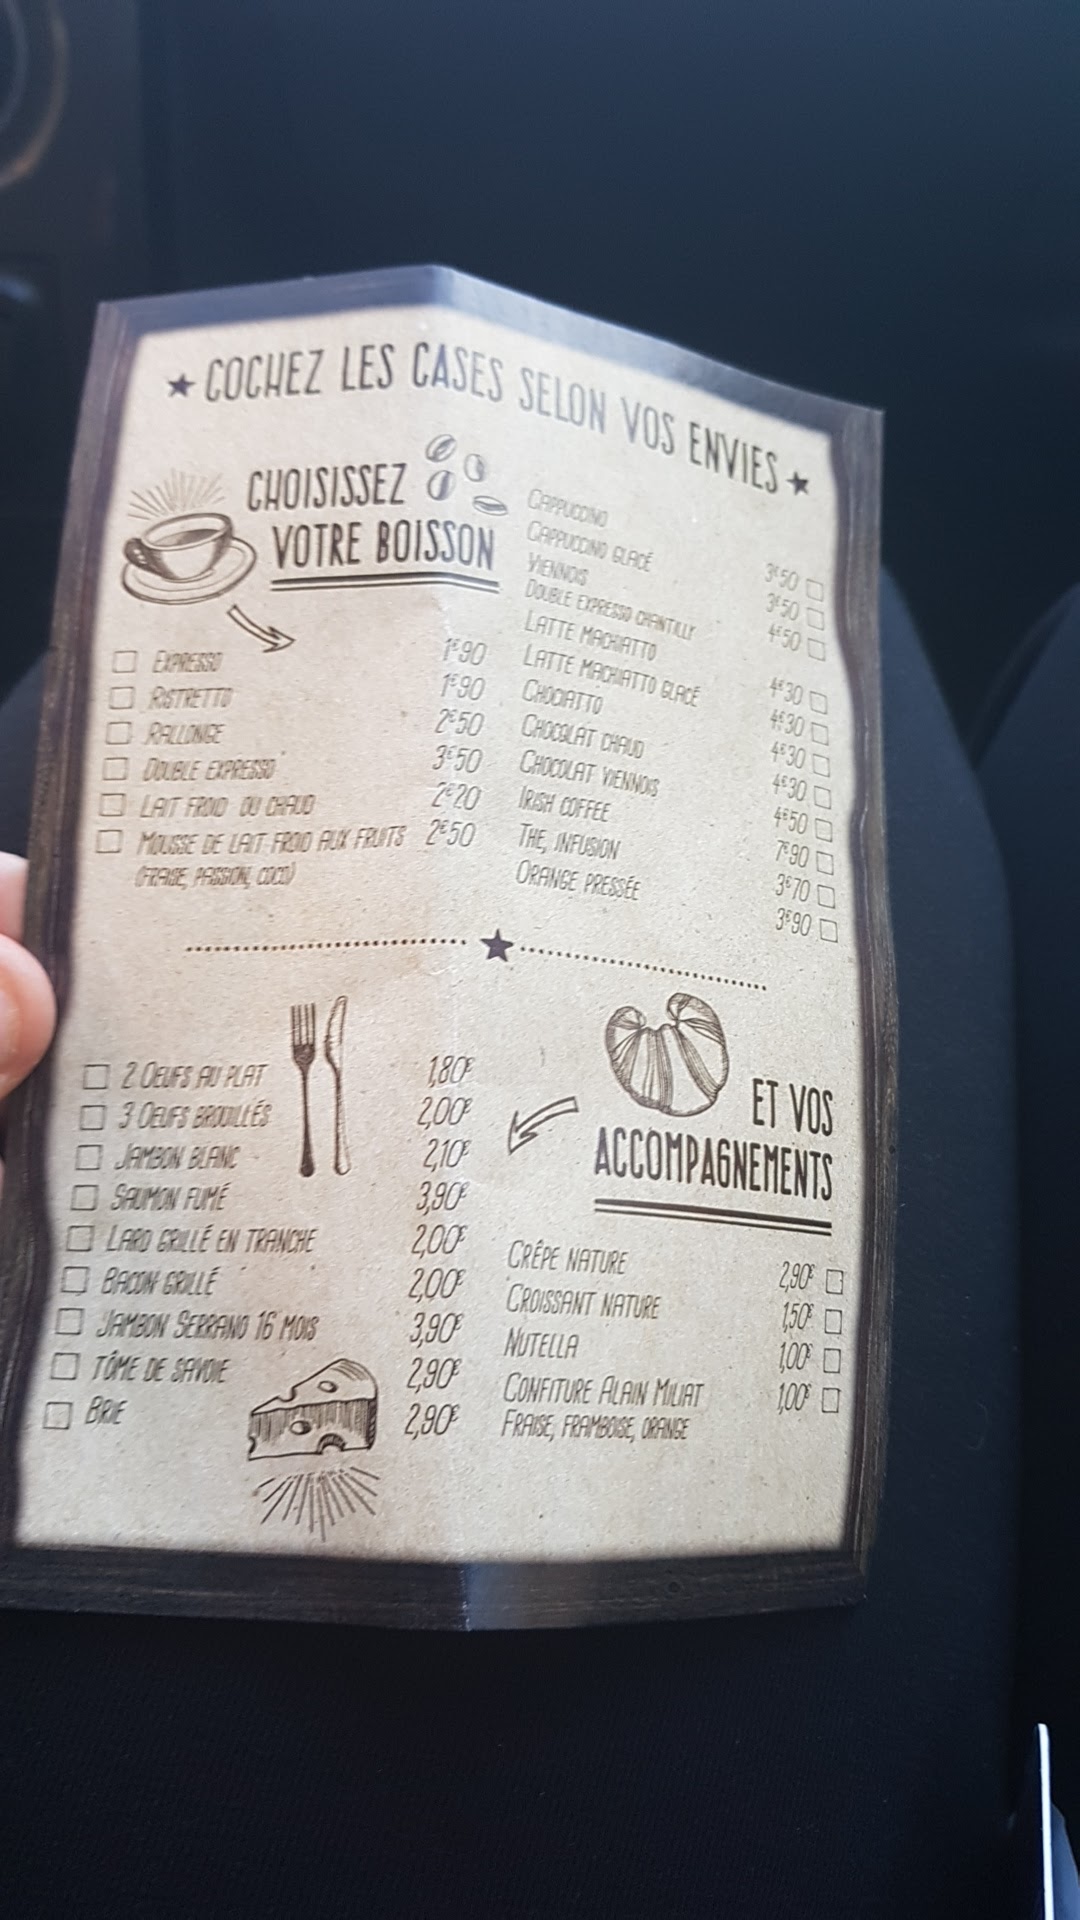 ★ COCHEZ LES CASES SELON VOS ENVIES ★
CHOISISSEZ
VOTRE BOISSON
EXPRESSO 1€90
RISTRETTO 1€90
RALLONGE 2€50
DOUBLE EXPRESSO 3€50
LAIT FROID OU CHAUD 2€20
MOUSSE DE LAIT FROID AUX FRUITS 2€50
(FRAISE, PASSION, COCO)
CAPPUCCINO 3€50
CAPPUCCINO GLACÉ 3€50
VIENNOIS 4€50
DOUBLE EXPRESSO CHANTILLY
LATTE MACHIATTO 4€30
LATTE MACHIATTO GLACÉ 4€30
CHOCIATTO 4€30
CHOCOLAT CHAUD 4€30
CHOCOLAT VIENNOIS 4€50
IRISH COFFEE 7€90
THE, INFUSION 3€70
ORANGE PRESSÉE 3€90
2 OEUFS AU PLAT 1,80€
3 OEUFS BROUILLÉS 2,00€
JAMBON BLANC 2,10€
SAUMON FUMÉ 3,90€
LARD GRILLÉ EN TRANCHE 2,00€
BACON GRILLÉ 2,00€
JAMBON SERRANO 16 MOIS 3,90€
TÔME DE SAVOIE 2,90€
BRIE 2,90€
ET VOS
ACCOMPAGNEMENTS
CRÊPE NATURE 2,90€
CROISSANT NATURE 1,50€
NUTELLA 1,00€
CONFITURE ALAIN MILIAT 1,00€
FRAISE, FRAMBOISE, ORANGE